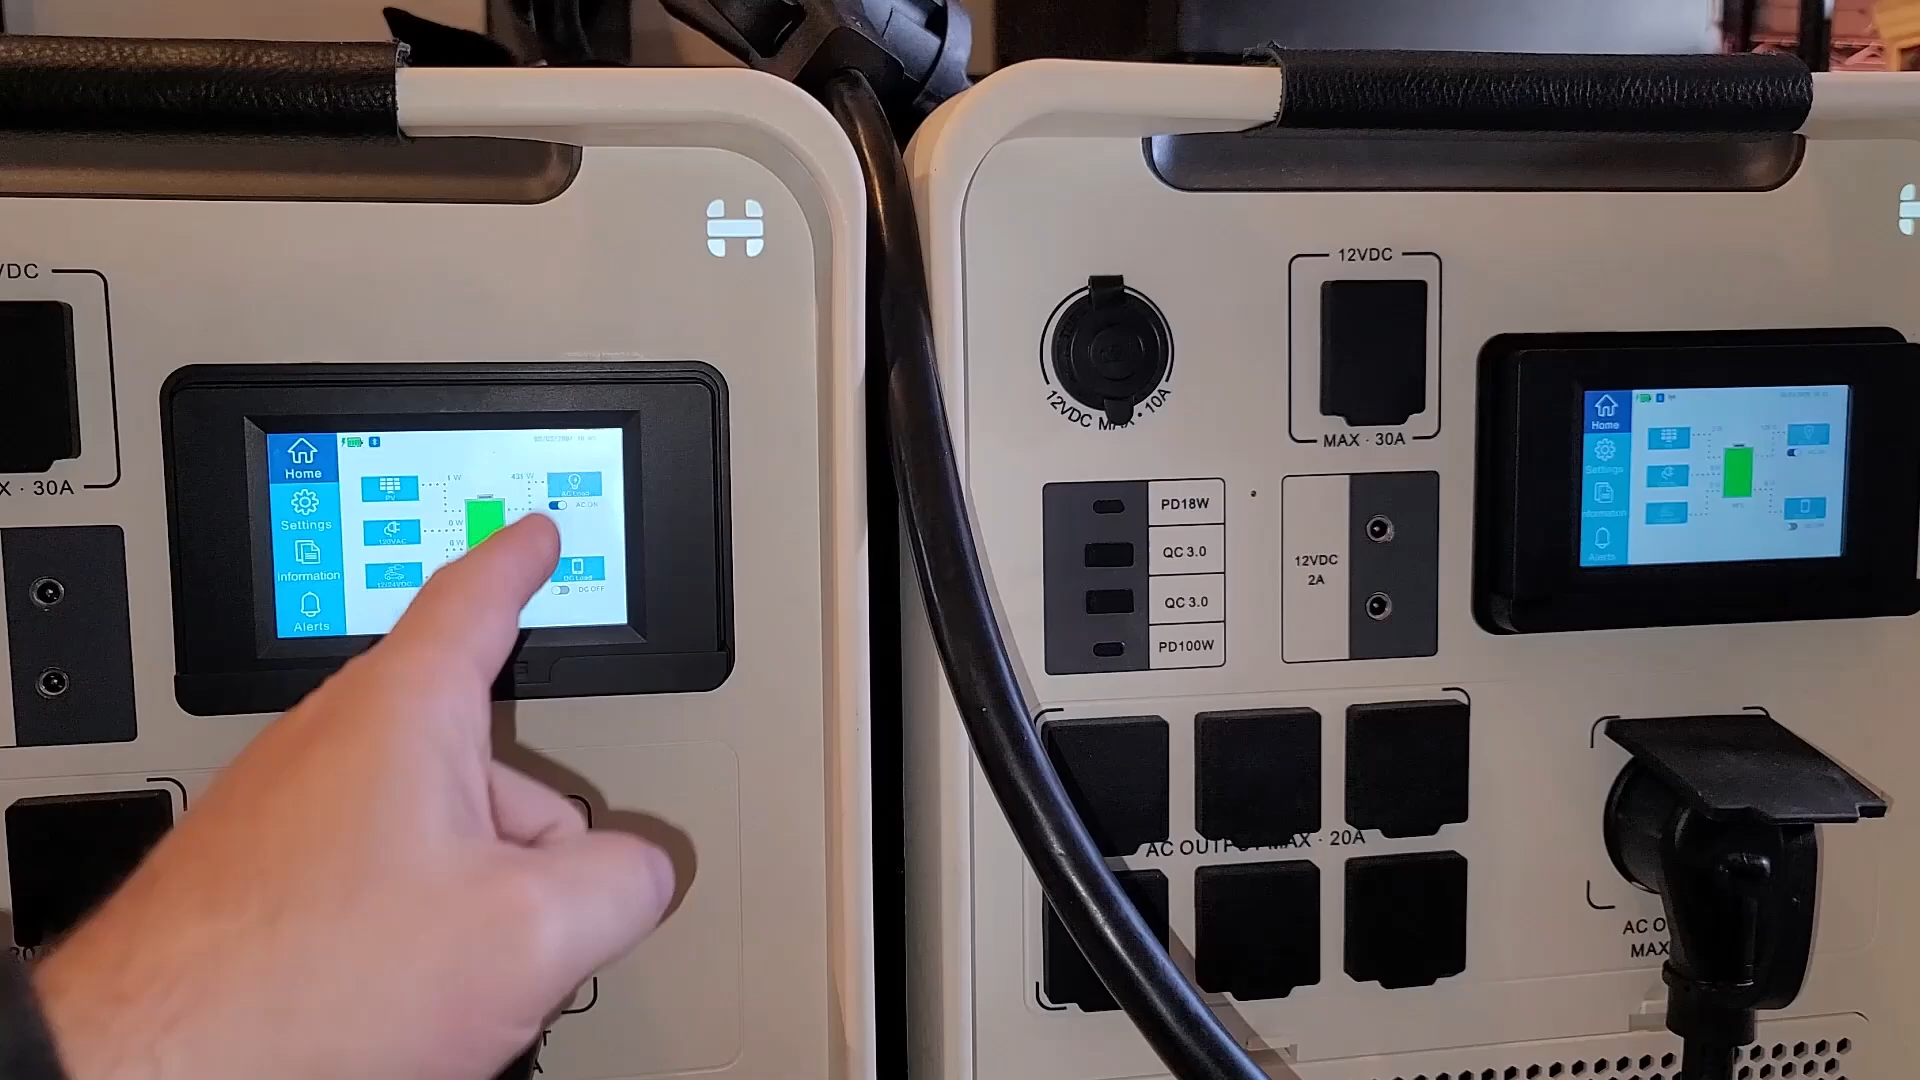 VDC
X · 30A
Home
Settings
Information
Alerts
PV
120VAC
12/24VDC
1 W
0 W
0 W
431 W
AC Load
AC ON
DC Load
DC OFF
12VDC MAX · 10A
12VDC
MAX · 30A
PD18W
QC 3.0
QC 3.0
PD100W
12VDC
2A
Home
Settings
Information
Alerts
AC OUTPUT MAX · 20A
AC O
MAX